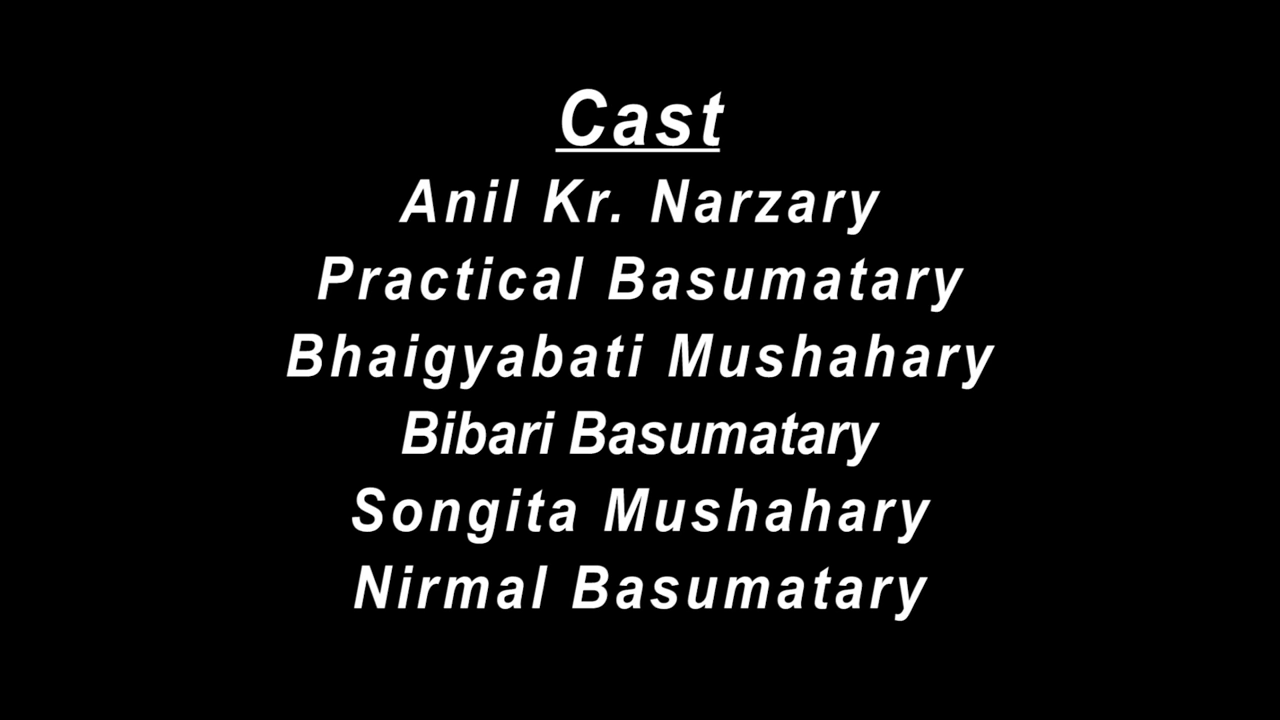 Cast
Anil Kr. Narzary
Practical Basumatary
Bhaigyabati Mushahary
Bibari Basumatary
Songita Mushahary
Nirmal Basumatary